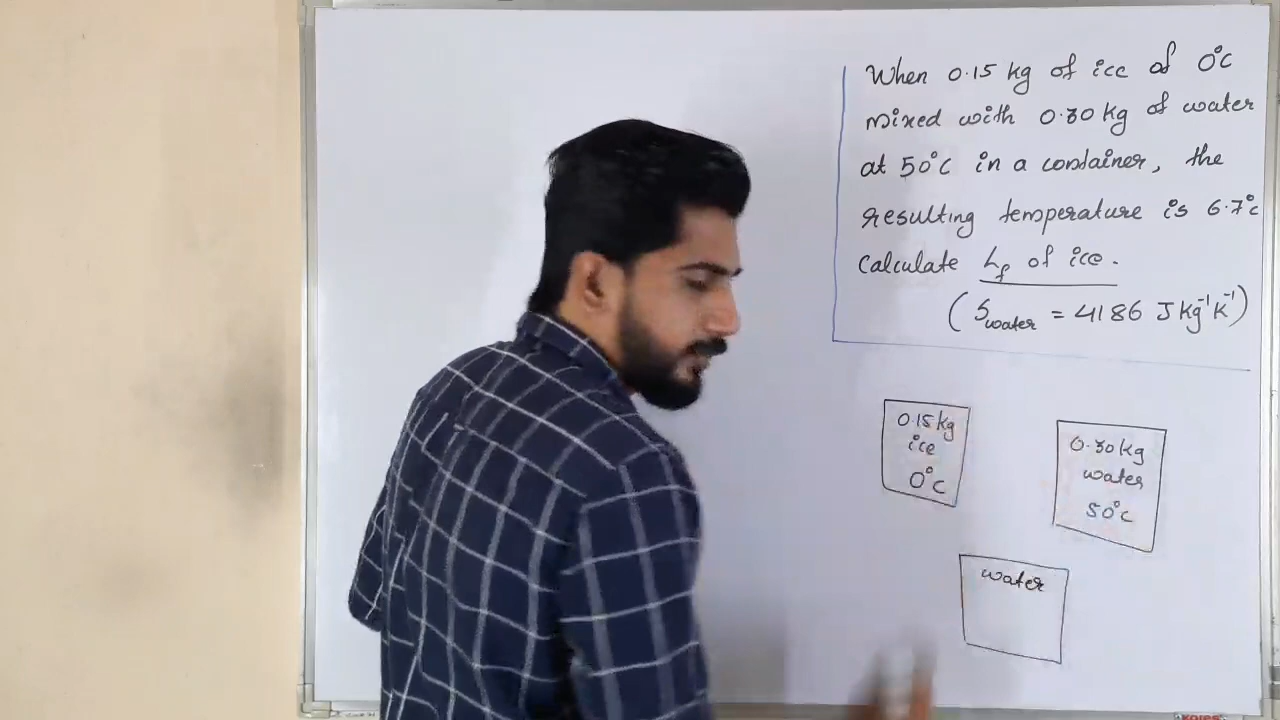 When 0.15 kg of ice of 0°C
mixed with 0.30 kg of water
at 50°C in a container, the
resulting temperature is 6.7°C
Calculate Lf of ice.
(Swater = 4186 J kg⁻¹ K⁻¹)
0.15 kg
ice
0°C
0.30 kg
water
50°C
water